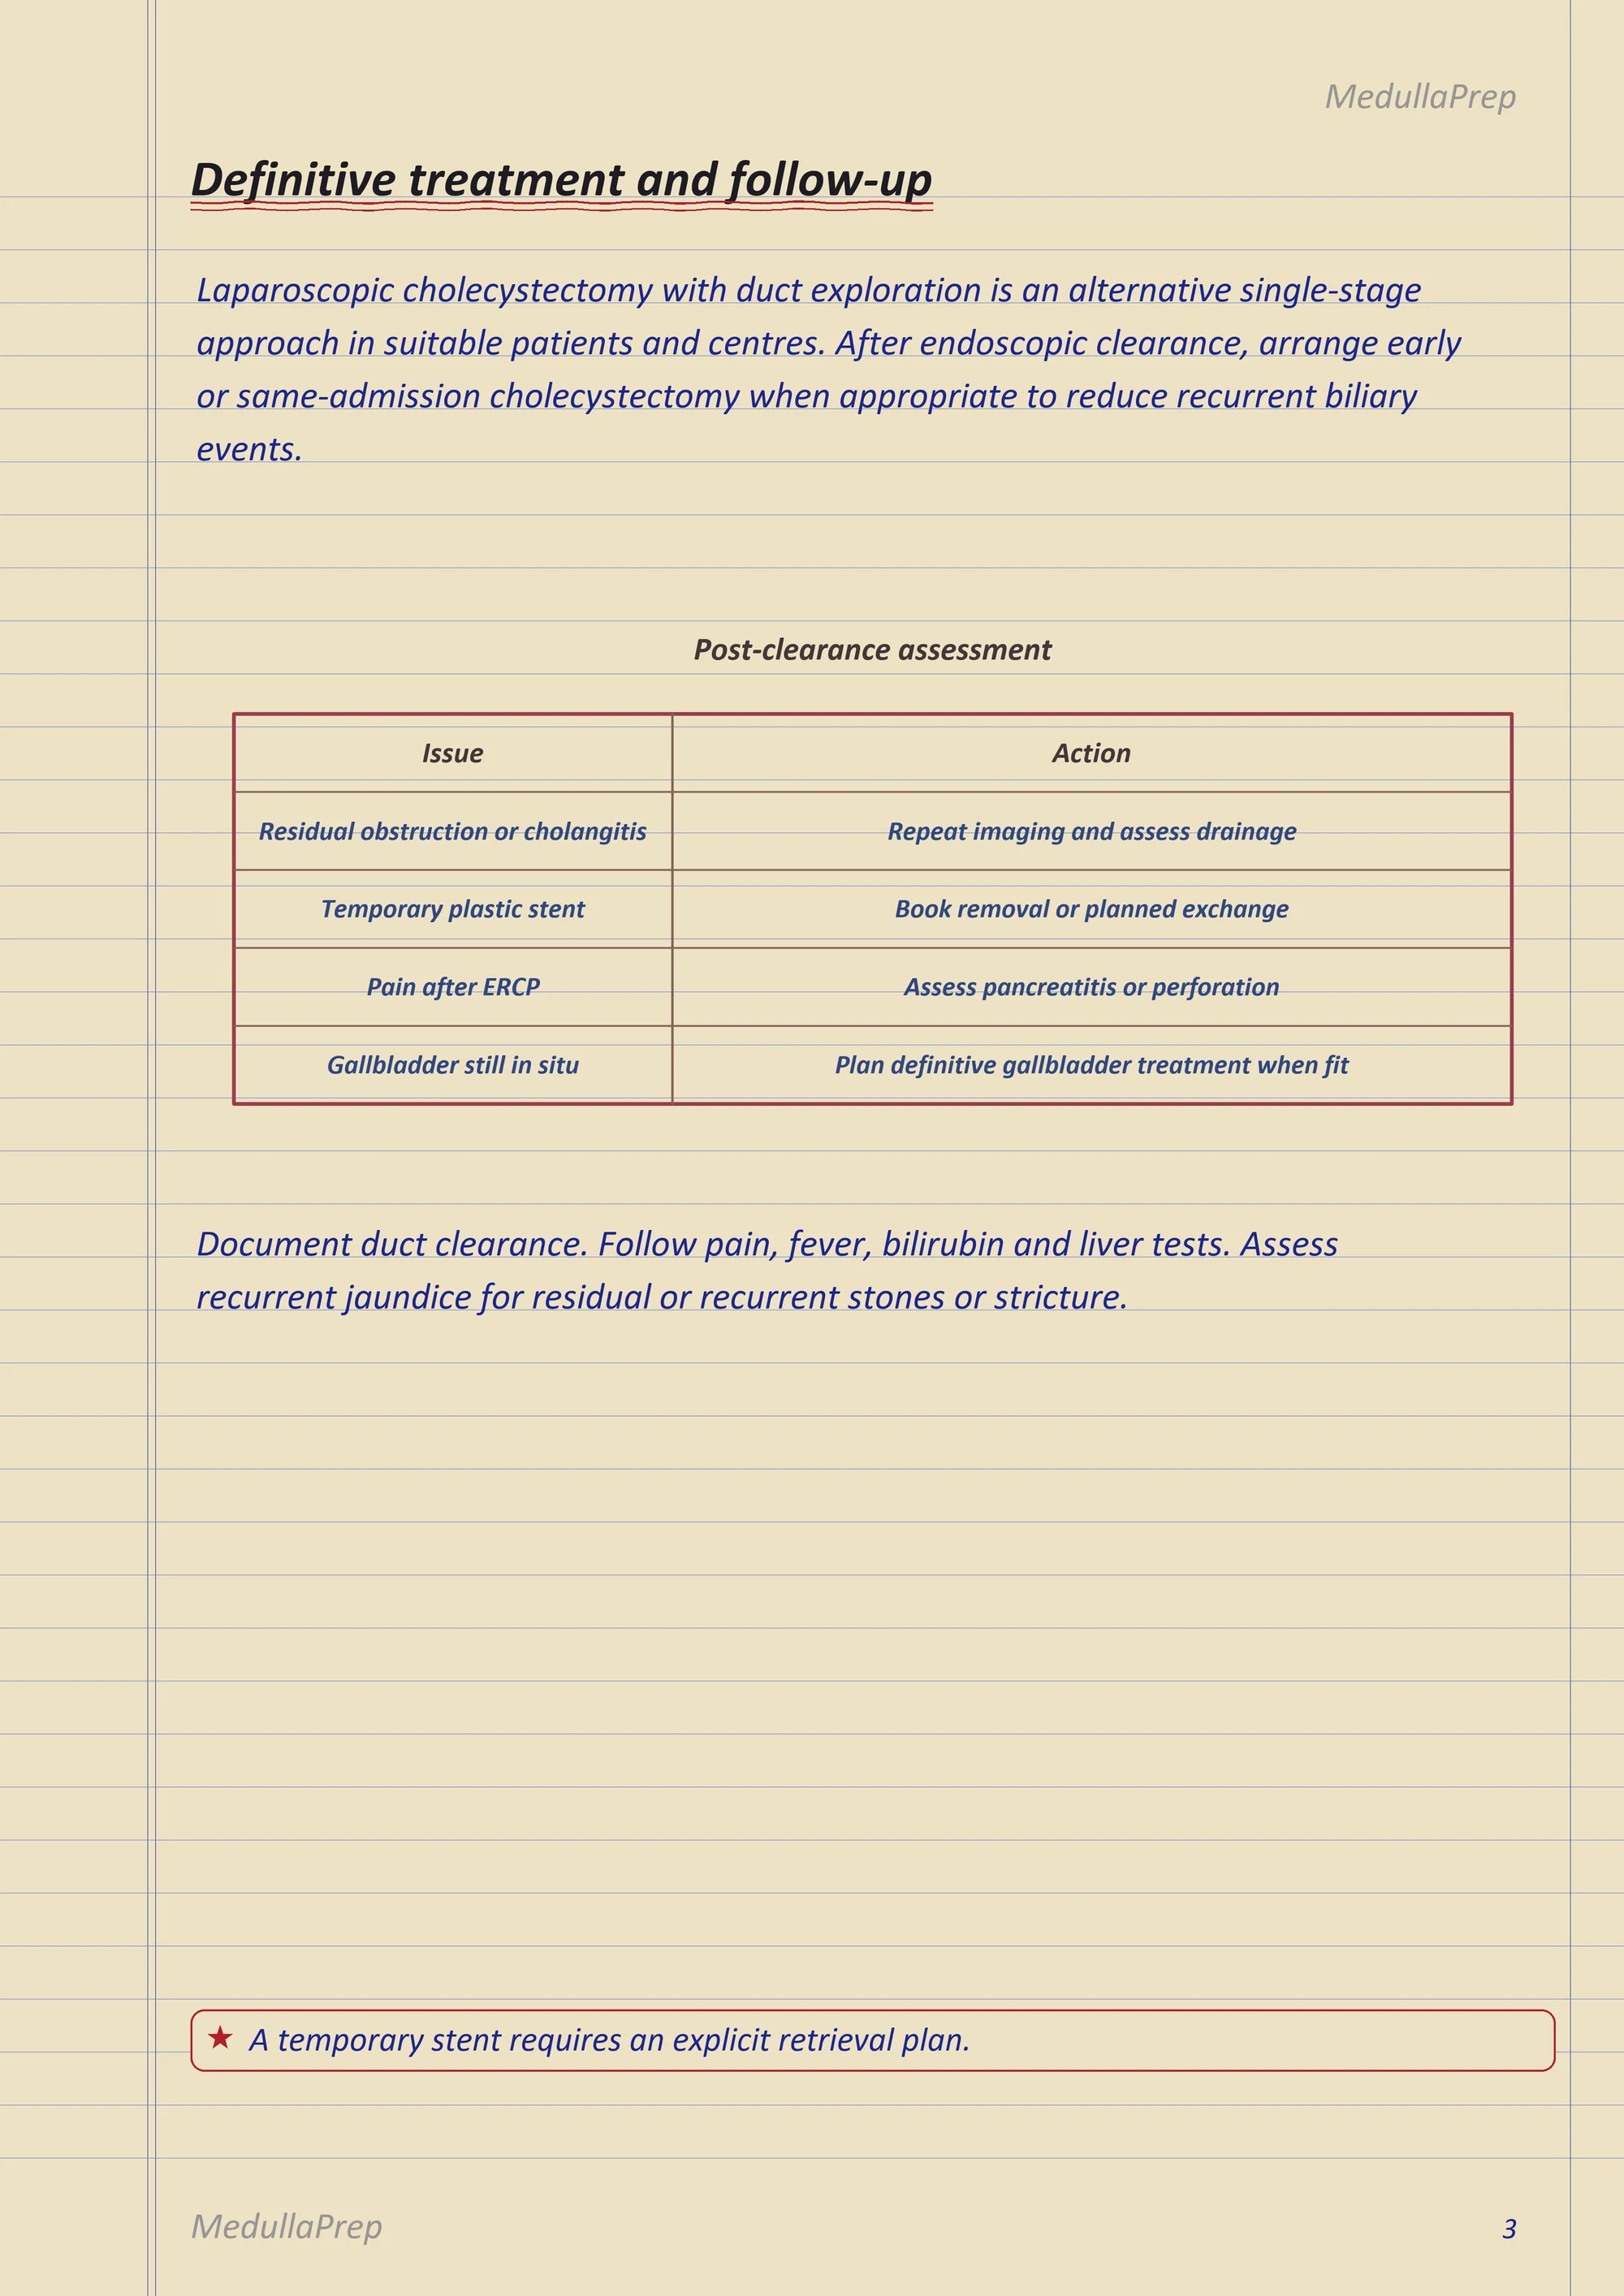 MedullaPrep
Definitive treatment and follow-up
Laparoscopic cholecystectomy with duct exploration is an alternative single-stage
approach in suitable patients and centres. After endoscopic clearance, arrange early
or same-admission cholecystectomy when appropriate to reduce recurrent biliary
events.
Post-clearance assessment
Issue Action
Residual obstruction or cholangitis Repeat imaging and assess drainage
Temporary plastic stent Book removal or planned exchange
Pain after ERCP Assess pancreatitis or perforation
Gallbladder still in situ Plan definitive gallbladder treatment when fit
Document duct clearance. Follow pain, fever, bilirubin and liver tests. Assess
recurrent jaundice for residual or recurrent stones or stricture.
★ A temporary stent requires an explicit retrieval plan.
MedullaPrep 3